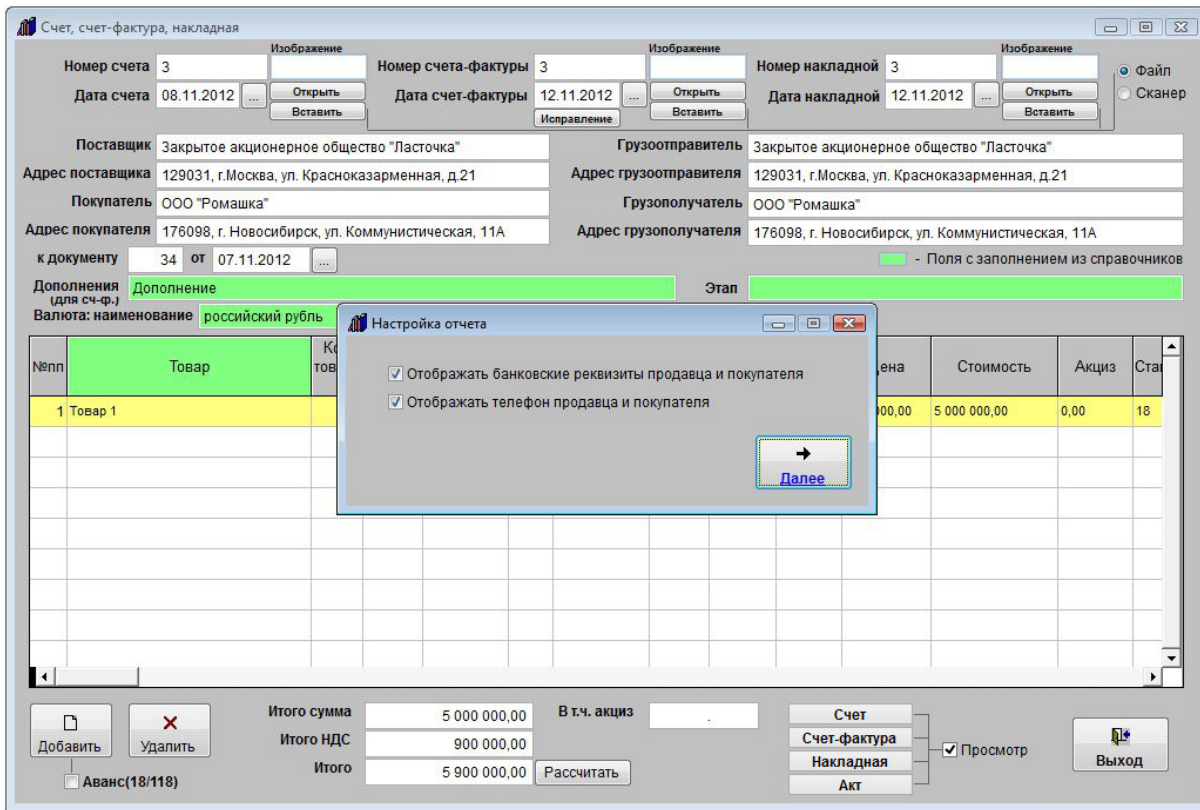 Счет, счет-фактура, накладная
Изображение Изображение Изображение
Номер счета 3 Номер счета-фактуры 3 Номер накладной 3 Файл
Дата счета 08.11.2012 ... Открыть Дата счет-фактуры 12.11.2012 ... Открыть Дата накладной 12.11.2012 ... Открыть Сканер
Вставить Исправление Вставить Вставить
Поставщик Закрытое акционерное общество "Ласточка" Грузоотправитель Закрытое акционерное общество "Ласточка"
Адрес поставщика 129031, г.Москва, ул. Красноказарменная, д.21 Адрес грузоотправителя 129031, г.Москва, ул. Красноказарменная, д.21
Покупатель ООО "Ромашка" Грузополучатель ООО "Ромашка"
Адрес покупателя 176098, г. Новосибирск, ул. Коммунистическая, 11А Адрес грузополучателя 176098, г. Новосибирск, ул. Коммунистическая, 11А
к документу 34 от 07.11.2012 ... - Поля с заполнением из справочников
Дополнения Дополнение Этап
(для сч-ф.)
Валюта: наименование российский рубль
Настройка отчета
№пп Товар Стоимость Акциз
Отображать банковские реквизиты продавца и покупателя
Отображать телефон продавца и покупателя
1 Товар 1 5 000 000,00 0,00 18
Далее
Итого сумма 5 000 000,00 В т.ч. акциз . Счет
Добавить Удалить Итого НДС 900 000,00 Счет-фактура Просмотр Выход
Итого 5 900 000,00 Рассчитать Накладная
Аванс(18/118) Акт